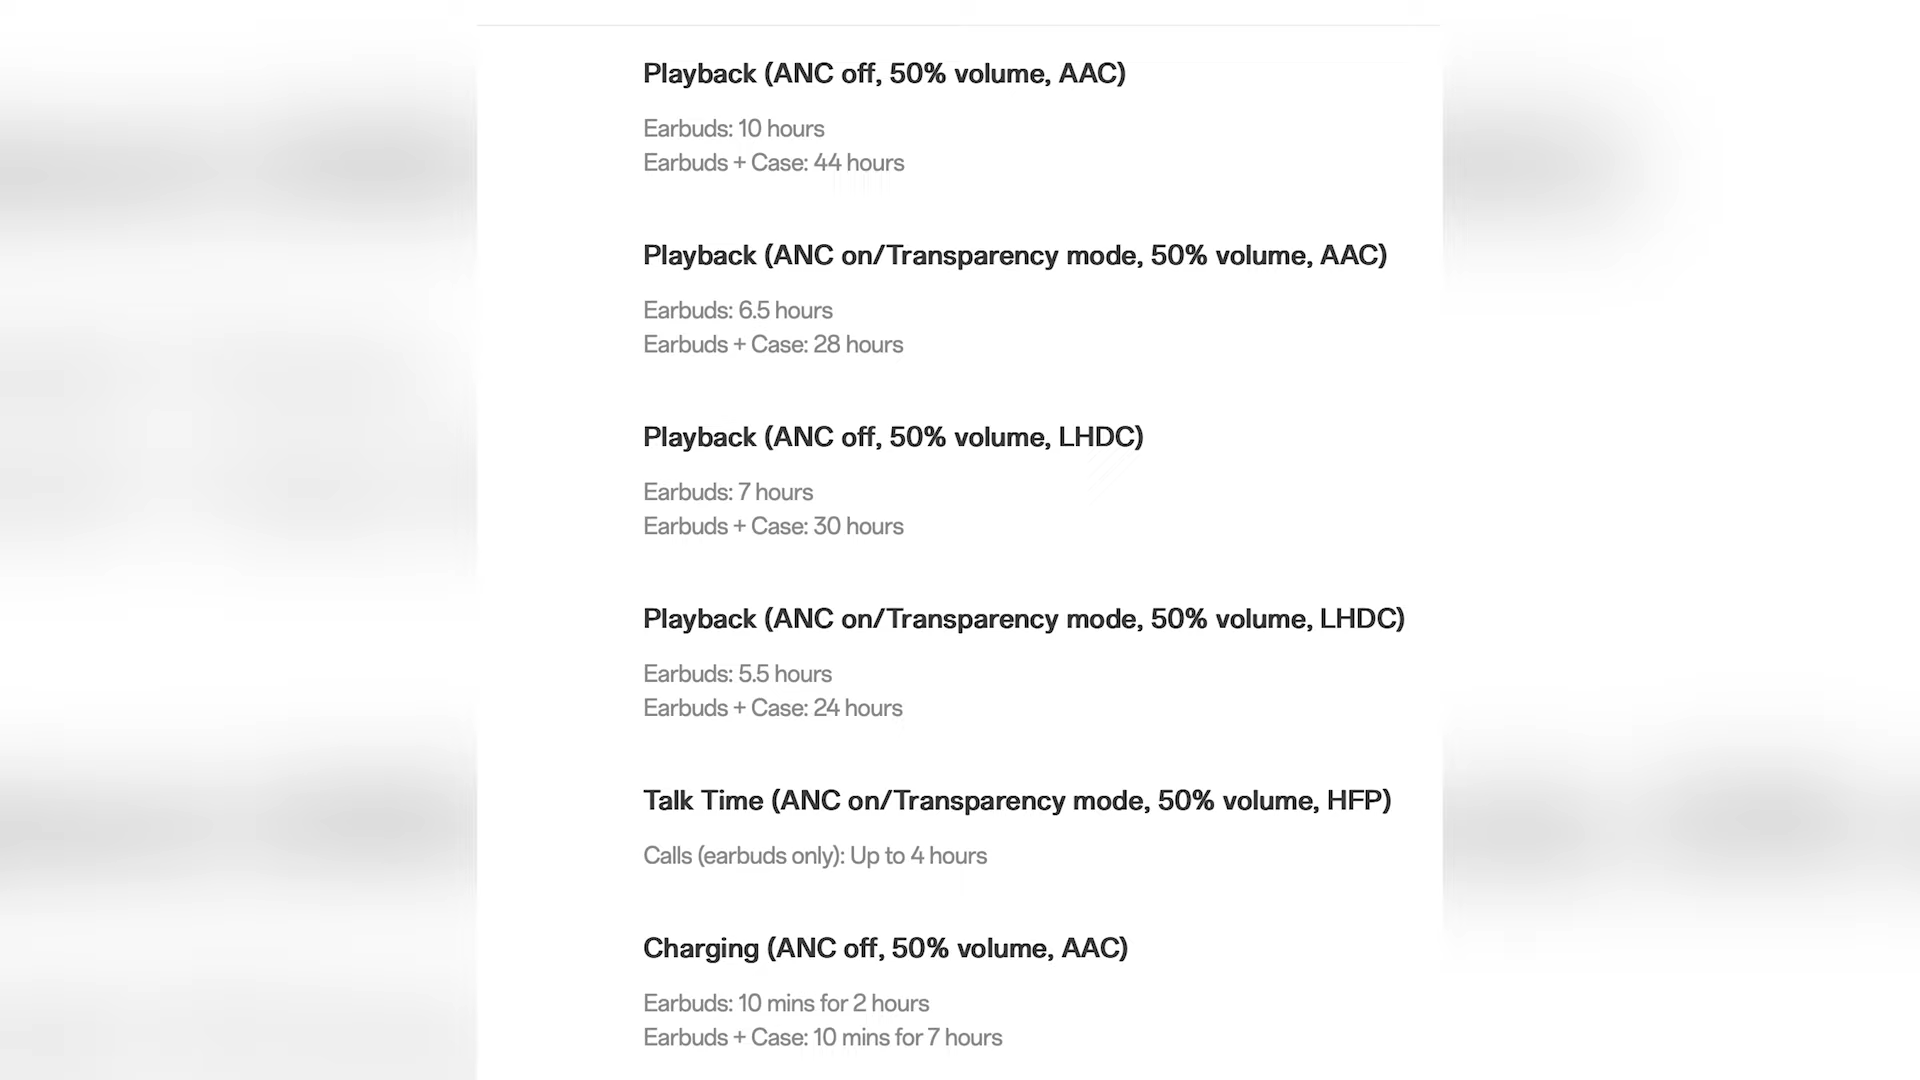 Playback (ANC off, 50% volume, AAC)
Earbuds: 10 hours
Earbuds + Case: 44 hours
Playback (ANC on/Transparency mode, 50% volume, AAC)
Earbuds: 6.5 hours
Earbuds + Case: 28 hours
Playback (ANC off, 50% volume, LHDC)
Earbuds: 7 hours
Earbuds + Case: 30 hours
Playback (ANC on/Transparency mode, 50% volume, LHDC)
Earbuds: 5.5 hours
Earbuds + Case: 24 hours
Talk Time (ANC on/Transparency mode, 50% volume, HFP)
Calls (earbuds only): Up to 4 hours
Charging (ANC off, 50% volume, AAC)
Earbuds: 10 mins for 2 hours
Earbuds + Case: 10 mins for 7 hours